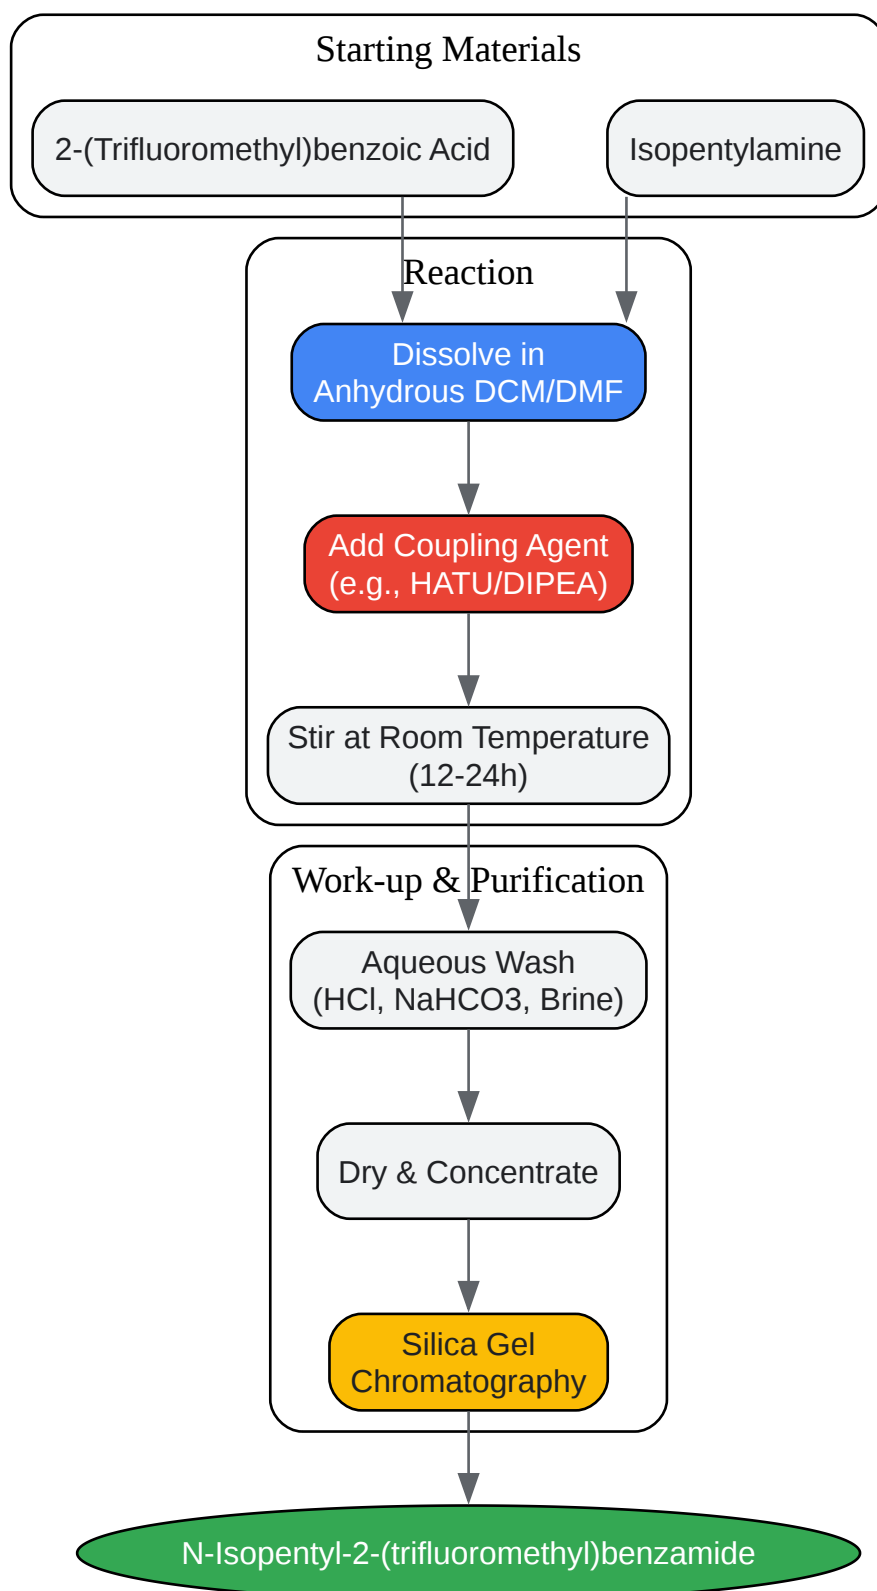 Starting Materials
2-(Trifluoromethyl)benzoic Acid
Isopentylamine
Reaction
Dissolve in
Anhydrous DCM/DMF
Add Coupling Agent
(e.g., HATU/DIPEA)
Stir at Room Temperature
(12-24h)
Work-up & Purification
Aqueous Wash
(HCl, NaHCO3, Brine)
Dry & Concentrate
Silica Gel
Chromatography
N-Isopentyl-2-(trifluoromethyl)benzamide